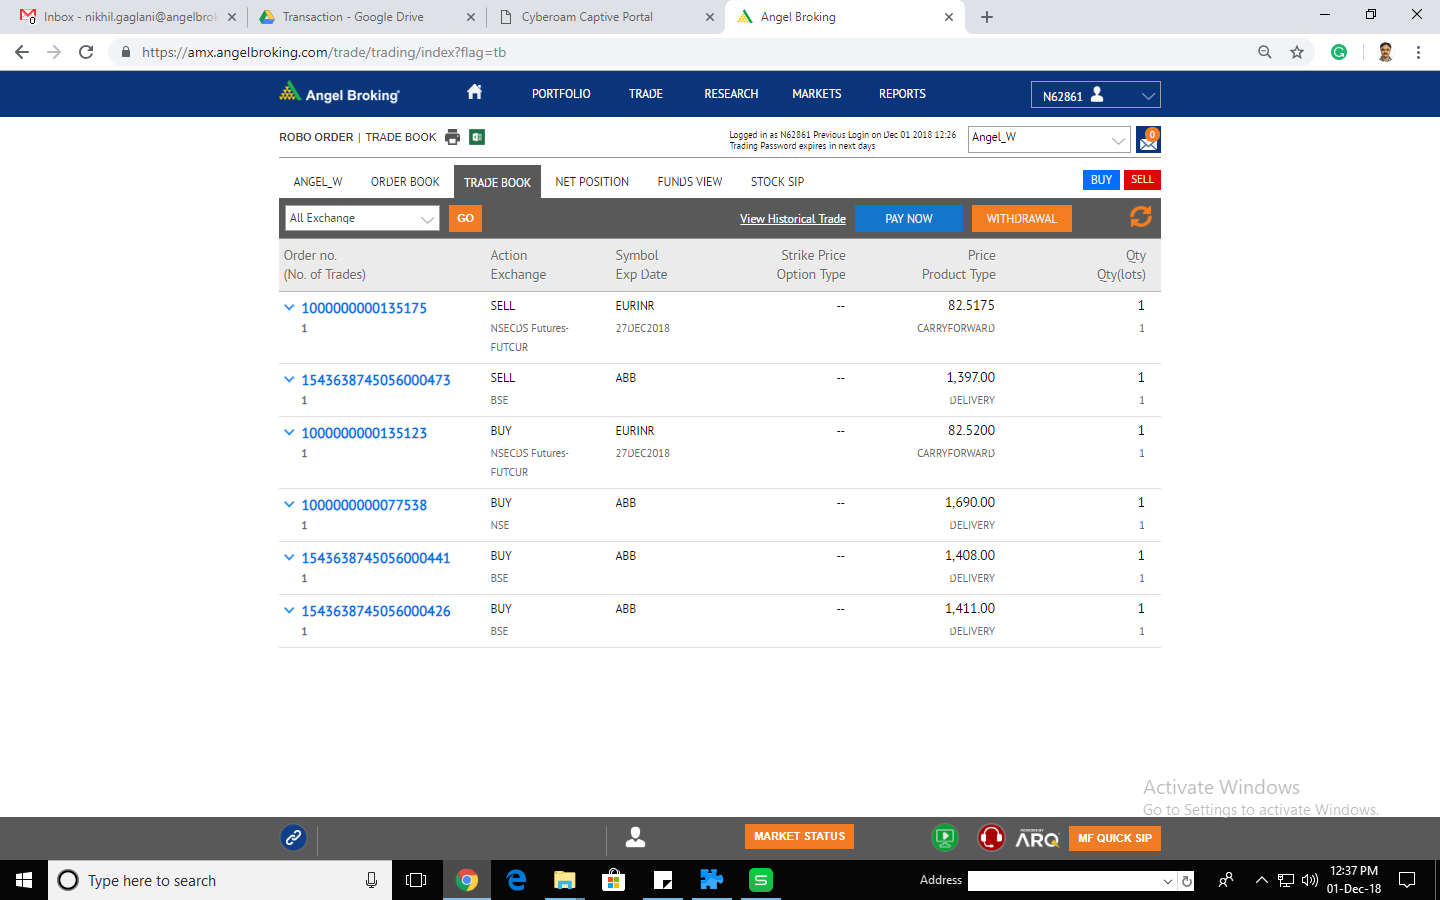 Inbox - nikhil.gaglani@angelbrok
Transaction - Google Drive
Cyberoam Captive Portal
Angel Broking
https://amx.angelbroking.com/trade/trading/index?flag=tb
Angel Broking
PORTFOLIO
TRADE
RESEARCH
MARKETS
REPORTS
N62861
ROBO ORDER | TRADE BOOK
Logged in as N62861 Previous Login on Dec 01 2018 12:26
Trading Password expires in next days
Angel_W
0
ANGEL_W
ORDER BOOK
TRADE BOOK
NET POSITION
FUNDS VIEW
STOCK SIP
BUY
SELL
All Exchange
GO
View Historical Trade
PAY NOW
WITHDRAWAL
Order no. Action Symbol Strike Price Price Qty
(No. of Trades) Exchange Exp Date Option Type Product Type Qty(lots)
1000000000135175 SELL EURINR -- 82.5175 1
1 NSECDS Futures- 27DEC2018 CARRYFORWARD 1
FUTCUR
1543638745056000473 SELL ABB -- 1,397.00 1
1 BSE DELIVERY 1
1000000000135123 BUY EURINR -- 82.5200 1
1 NSECDS Futures- 27DEC2018 CARRYFORWARD 1
FUTCUR
1000000000077538 BUY ABB -- 1,690.00 1
1 NSE DELIVERY 1
1543638745056000441 BUY ABB -- 1,408.00 1
1 BSE DELIVERY 1
1543638745056000426 BUY ABB -- 1,411.00 1
1 BSE DELIVERY 1
Activate Windows
Go to Settings to activate Windows.
MARKET STATUS
POWERED BY
ARQ
MF QUICK SIP
Type here to search
Address
12:37 PM
01-Dec-18